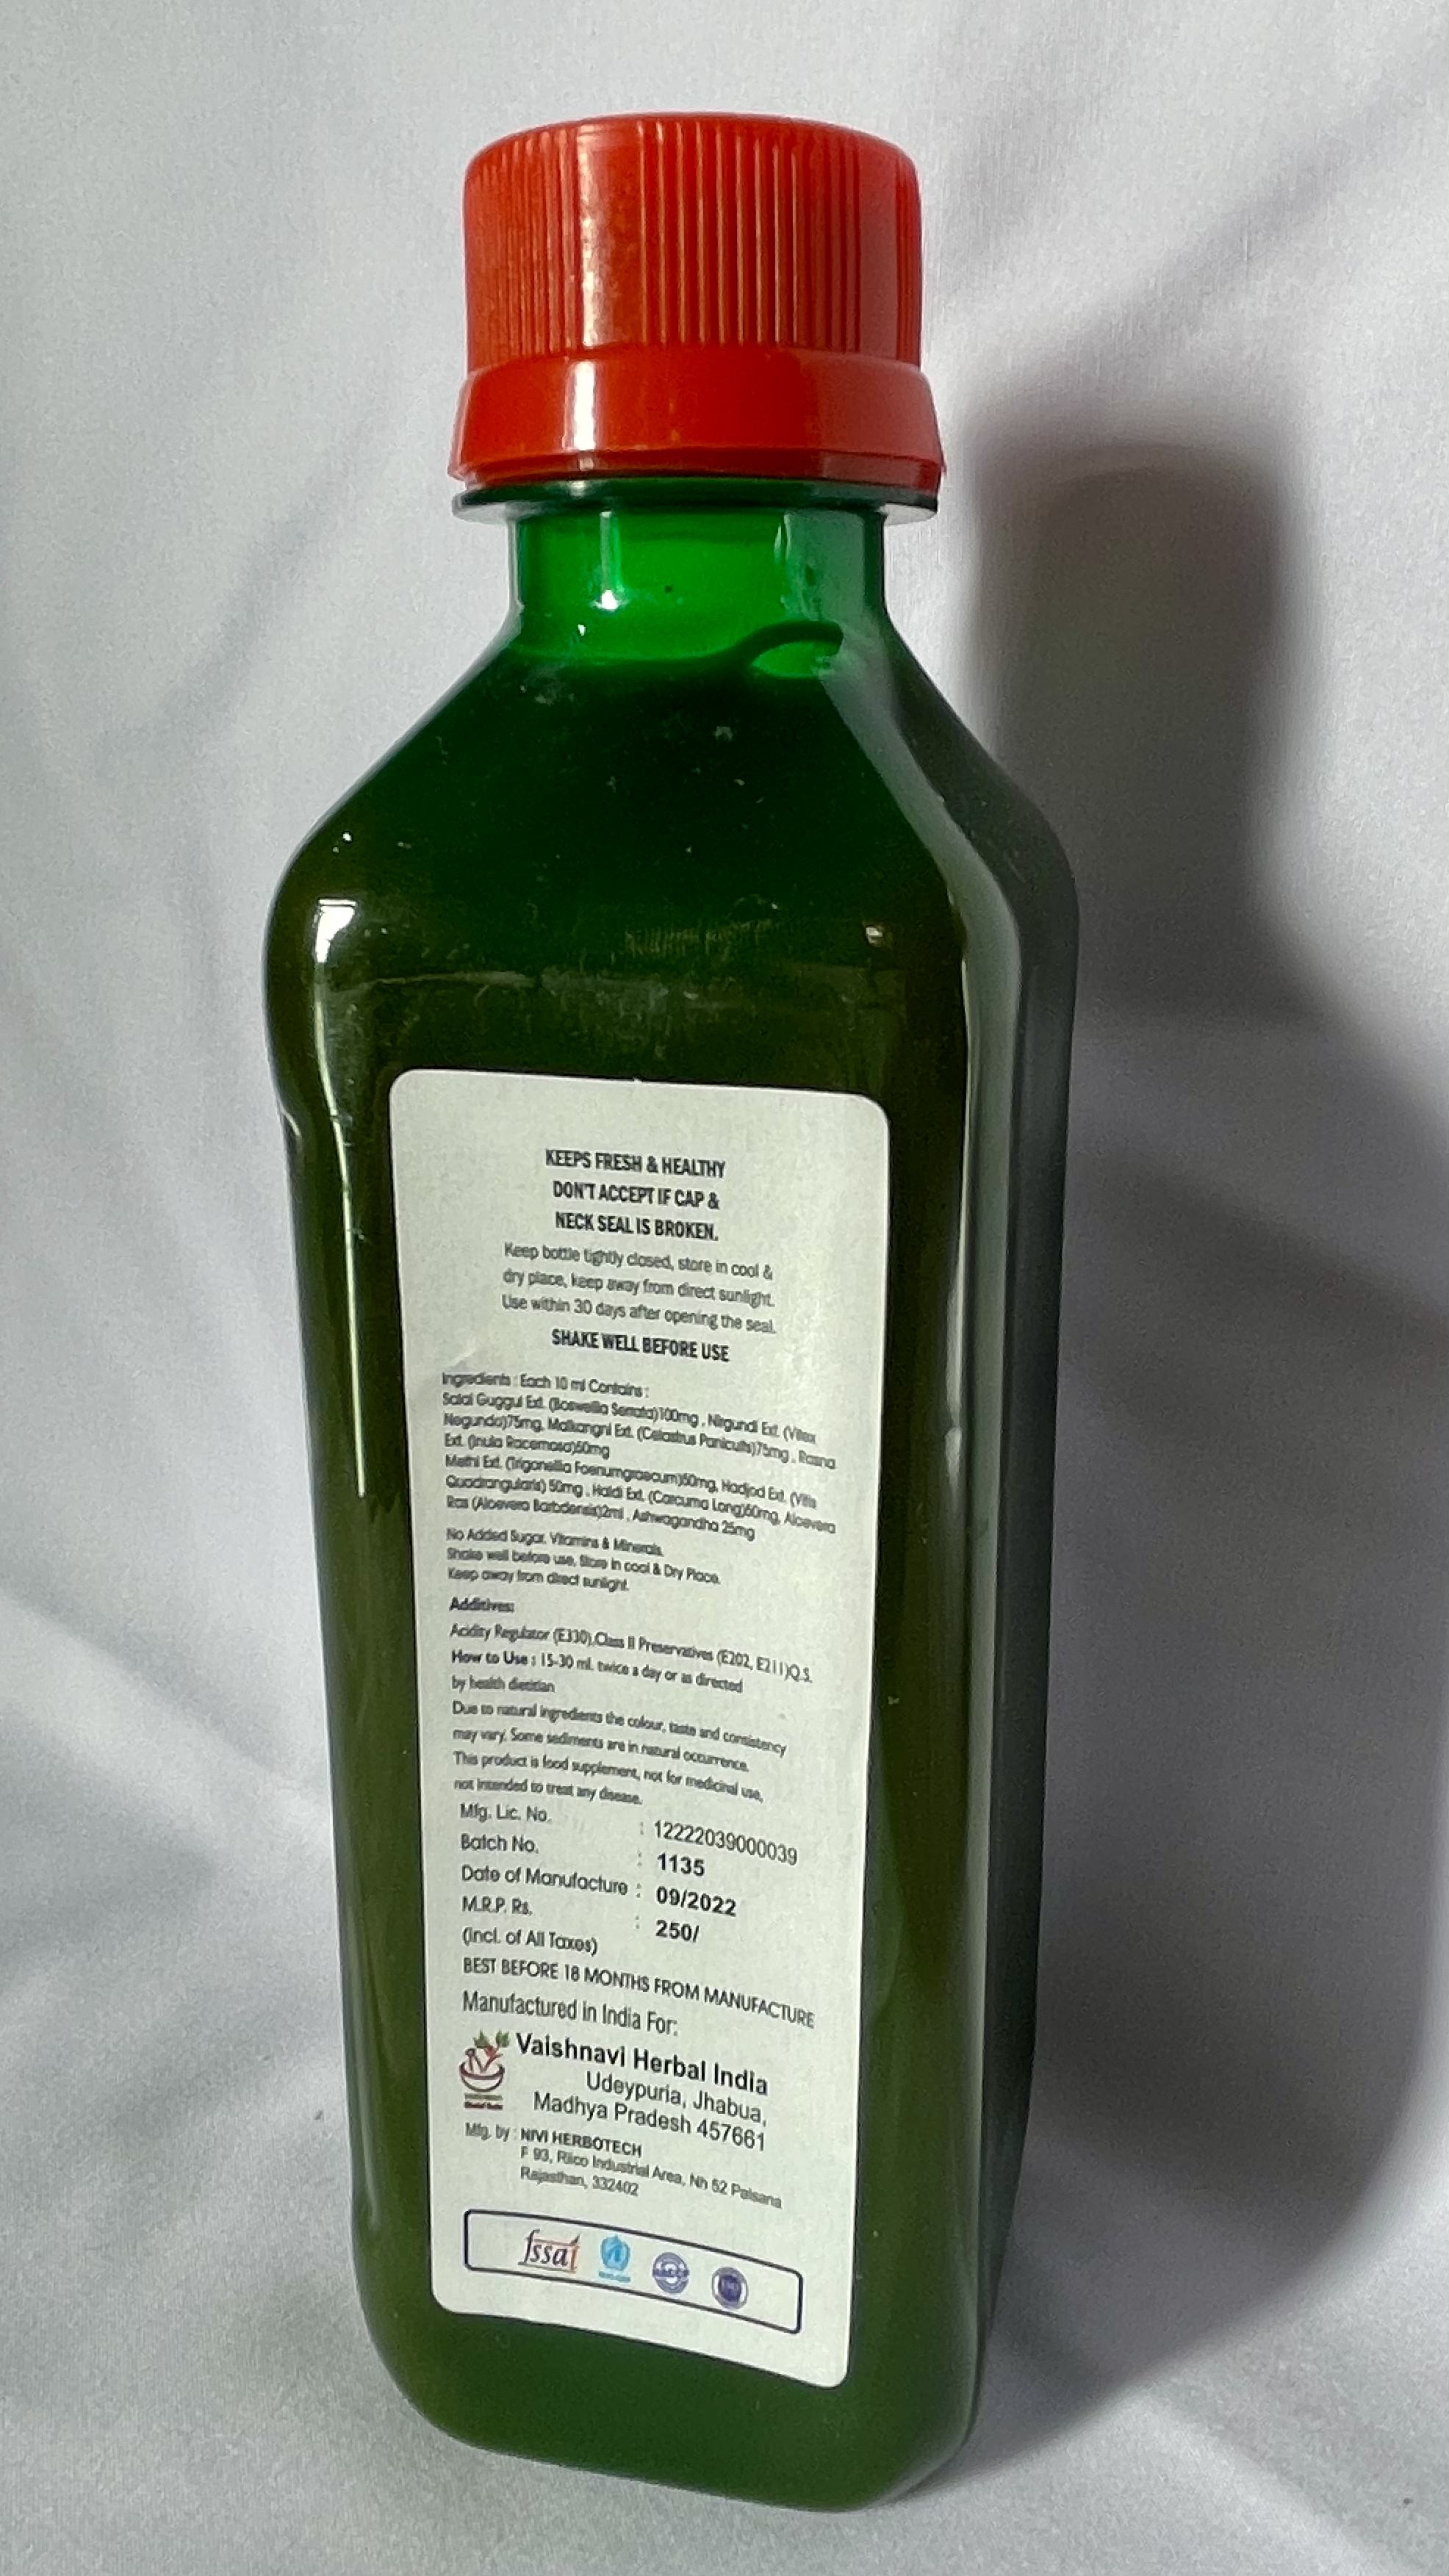 KEEPS FRESH & HEALTHY
DON'T ACCEPT IF CAP &
NECK SEAL IS BROKEN.
Keep bottle tightly closed, store in cool &
dry place, keep away from direct sunlight.
Use within 30 days after opening the seal.
SHAKE WELL BEFORE USE
Ingredients : Each 10 ml Contains :
Salai Guggul Ext. (Boswellia Serrata)100mg , Nirgundi Ext. (Vitex
Negundo)75mg, Malkangni Ext. (Celastrus Panicults)75mg , Rasna
Ext. (Inula Racemosa)50mg
Methi Ext. (Trigonellia Foenumgraecum)50mg, Hadjod Ext. (Vitis
Quadrangularis) 50mg , Haldi Ext. (Carcuma Long)50mg, Aloevera
Ras (Aloevera Barbdensis)2ml , Ashwagandha 25mg
No Added Sugar. Vitamins & Minerals.
Shake well before use, Store in cool & Dry Place.
Keep away from direct sunlight.
Additives:
Acidity Regulator (E330),Class II Preservatives (E202, E211)Q.S.
How to Use : 15-30 ml. twice a day or as directed
by health dietitian
Due to natural ingredients the colour, taste and consistency
may vary. Some sediments are in natural occurrence.
This product is food supplement, not for medicinal use,
not intended to treat any disease.
Mfg. Lic. No. : 12222039000039
Batch No. : 1135
Date of Manufacture : 09/2022
M.R.P. Rs. : 250/
(Incl. of All Taxes)
BEST BEFORE 18 MONTHS FROM MANUFACTURE
Manufactured in India For:
Vaishnavi Herbal India
Udeypuria, Jhabua,
Madhya Pradesh 457661
Mfg. by : NIVI HERBOTECH
F 93, Riico Industrial Area, Nh 52 Palsana
Rajasthan, 332402
fssai